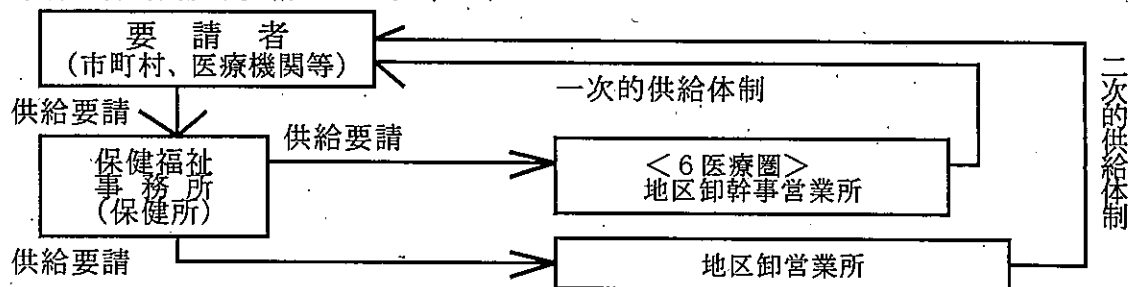 要請者
(市町村、医療機関等)
一次的供給体制
二次的供給体制
供給要請
供給要請
保健福祉
事務所
(保健所)
<6医療圏>
地区卸幹事営業所
供給要請
地区卸営業所